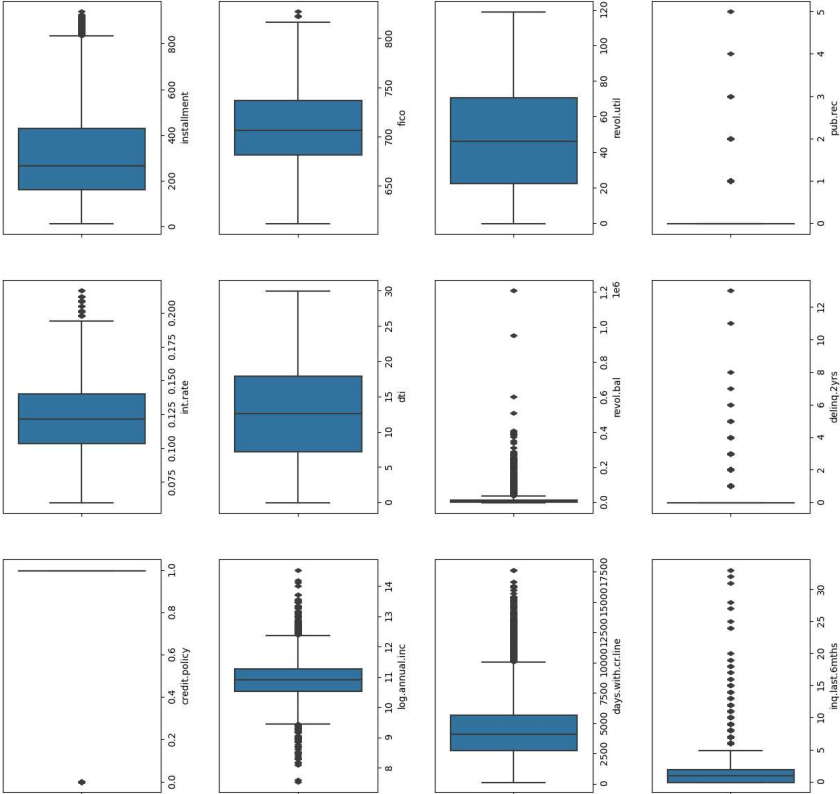 0 200 400 600 800
installment
650 700 750 800
fico
0 20 40 60 80 100 120
revol.util
0 1 2 3 4 5
pub.rec
0.075 0.100 0.125 0.150 0.175 0.200
int.rate
0 5 10 15 20 25 30
dti
0.0 0.2 0.4 0.6 0.8 1.0 1.2
revol.bal
1e6
0 2 4 6 8 10 12
delinq.2yrs
0.0 0.2 0.4 0.6 0.8 1.0
credit.policy
8 9 10 11 12 13 14
log.annual.inc
0 2500 5000 7500 10000 12500 15000 17500
days.with.cr.line
0 5 10 15 20 25 30
inq.last.6mths